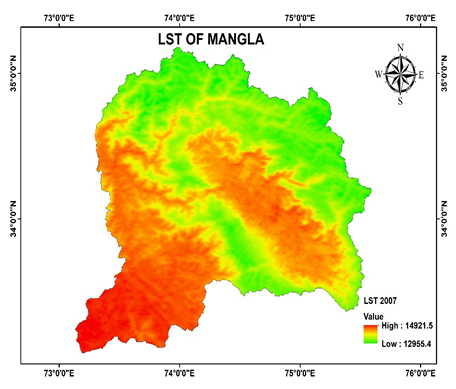 73°0'0"E 74°0'0"E 75°0'0"E 76°0'0"E
LST OF MANGLA
N
W E
S
35°0'0"N 35°0'0"N
34°0'0"N 34°0'0"N
LST 2007
Value
High : 14921.5
Low : 12955.4
73°0'0"E 74°0'0"E 75°0'0"E 76°0'0"E